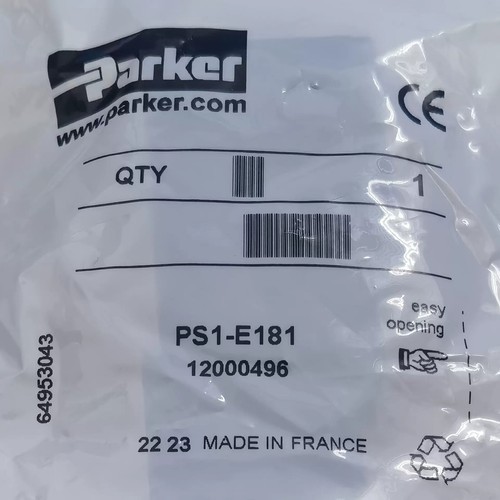 Parker
www.parker.com
CE
QTY 1
easy
opening
PS1-E181
12000496
64953043
22 23 MADE IN FRANCE